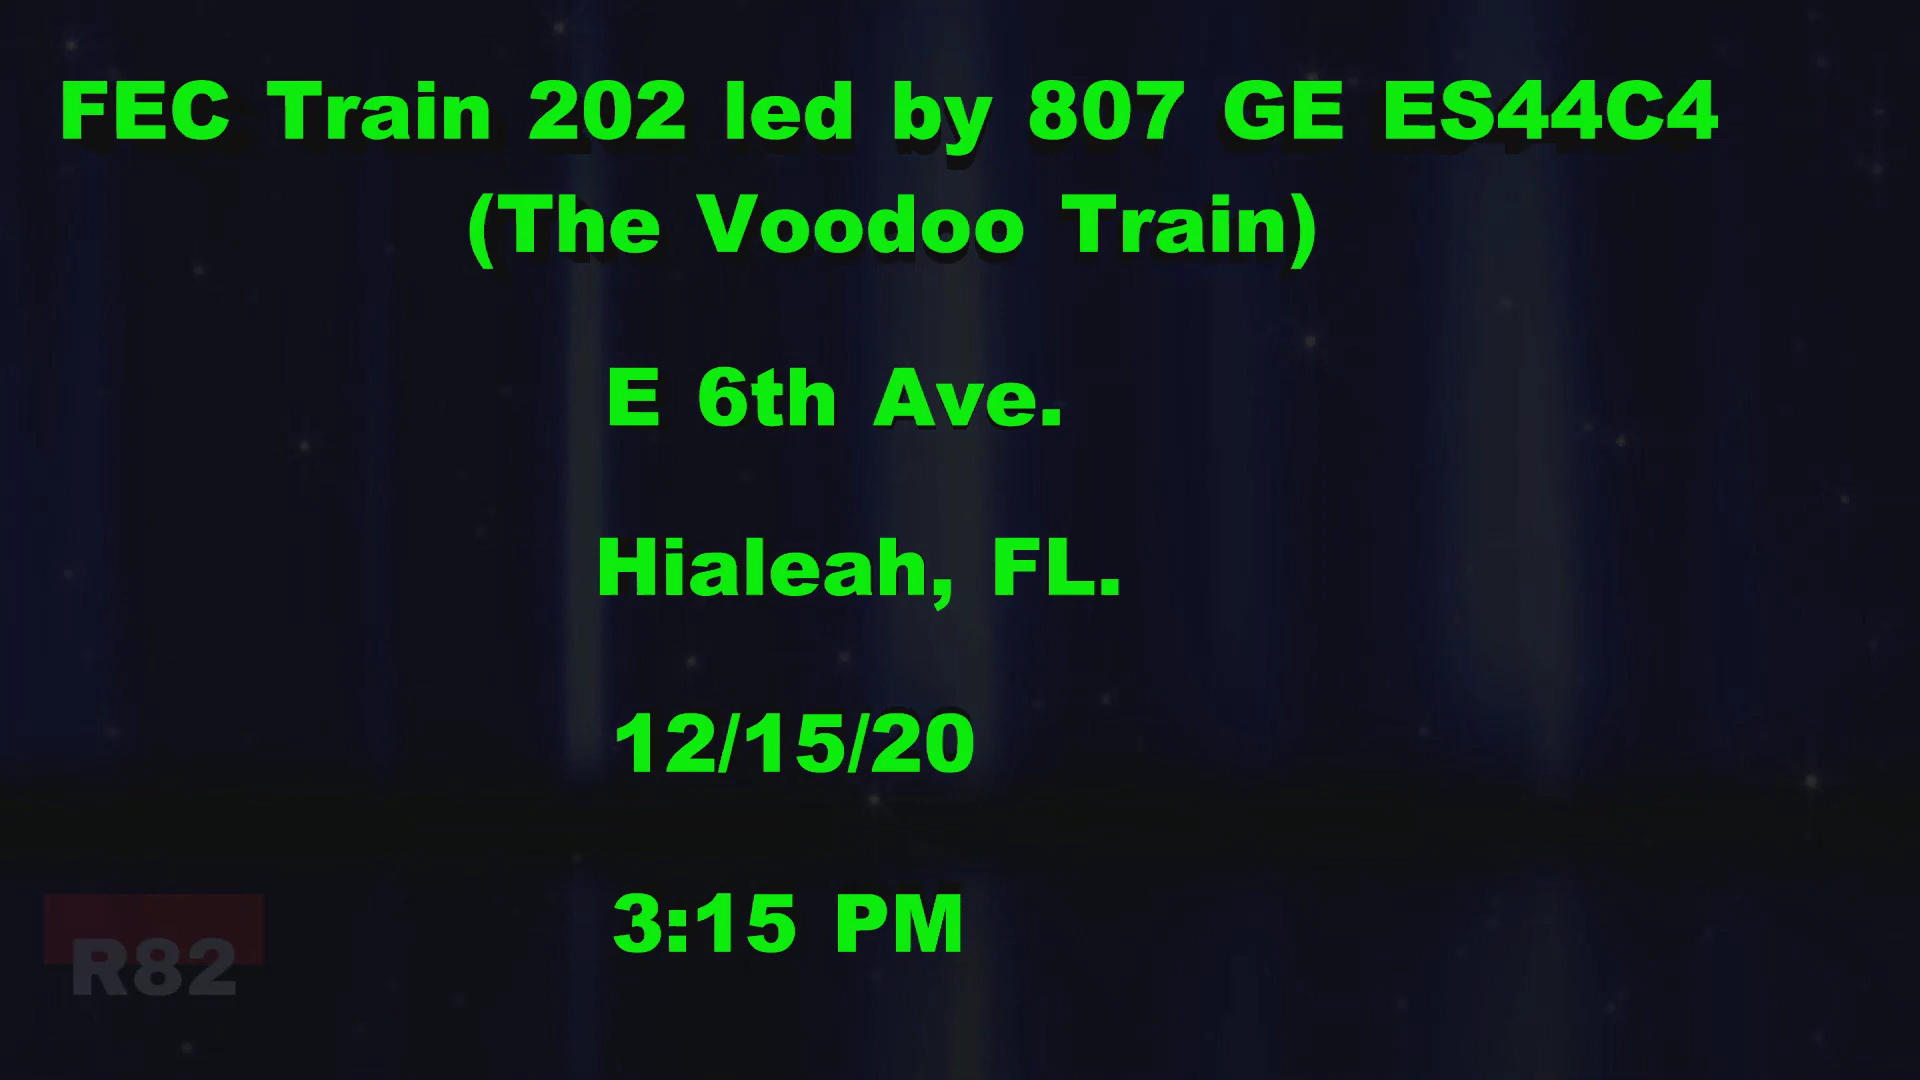 FEC Train 202 led by 807 GE ES44C4
(The Voodoo Train)
E 6th Ave.
Hialeah, FL.
12/15/20
3:15 PM
R82